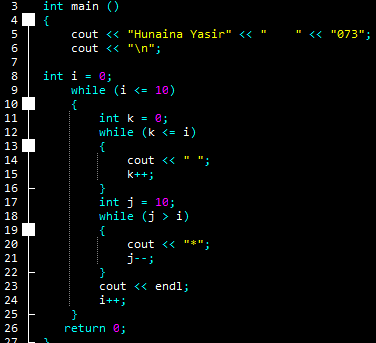 3 int main ()
4 {
5 cout << "Hunaina Yasir" << "    " << "073";
6 cout << "\n";
7
8 int i = 0;
9 while (i <= 10)
10 {
11 int k = 0;
12 while (k <= i)
13 {
14 cout << " ";
15 k++;
16 }
17 int j = 10;
18 while (j > i)
19 {
20 cout << "*";
21 j--;
22 }
23 cout << endl;
24 i++;
25 }
26 return 0;
27 }